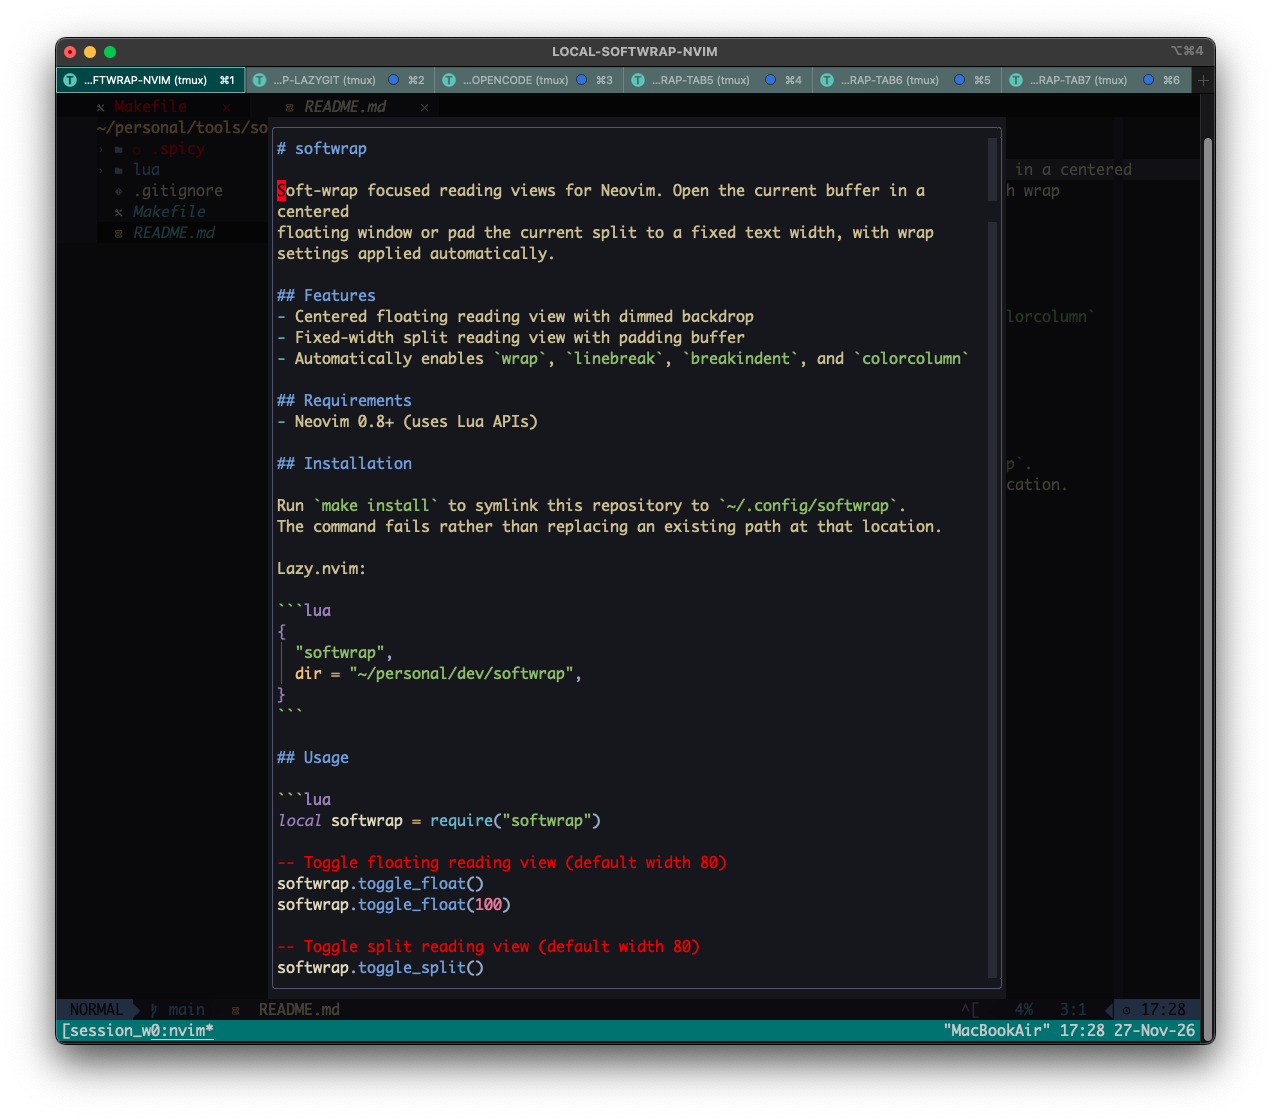 LOCAL-SOFTWRAP-NVIM
⌥⌘4
T ...FTWRAP-NVIM (tmux) ⌘1
T ...P-LAZYGIT (tmux) ⌘2
T ...OPENCODE (tmux) ⌘3
T ...RAP-TAB5 (tmux) ⌘4
T ...RAP-TAB6 (tmux) ⌘5
T ...RAP-TAB7 (tmux) ⌘6
Makefile ×
README.md ×
~/personal/tools/so
.spicy
lua
.gitignore
Makefile
README.md
# softwrap
Soft-wrap focused reading views for Neovim. Open the current buffer in a
centered
floating window or pad the current split to a fixed text width, with wrap
settings applied automatically.
## Features
- Centered floating reading view with dimmed backdrop
- Fixed-width split reading view with padding buffer
- Automatically enables `wrap`, `linebreak`, `breakindent`, and `colorcolumn`
## Requirements
- Neovim 0.8+ (uses Lua APIs)
## Installation
Run `make install` to symlink this repository to `~/.config/softwrap`.
The command fails rather than replacing an existing path at that location.
Lazy.nvim:
```lua
{
"softwrap",
dir = "~/personal/dev/softwrap",
}
```
## Usage
```lua
local softwrap = require("softwrap")
-- Toggle floating reading view (default width 80)
softwrap.toggle_float()
softwrap.toggle_float(100)
-- Toggle split reading view (default width 80)
softwrap.toggle_split()
in a centered
h wrap
lorcolumn`
p`.
cation.
NORMAL main README.md ^[ 4% 3:1 17:28
[session_w0:nvim* "MacBookAir" 17:28 27-Nov-26